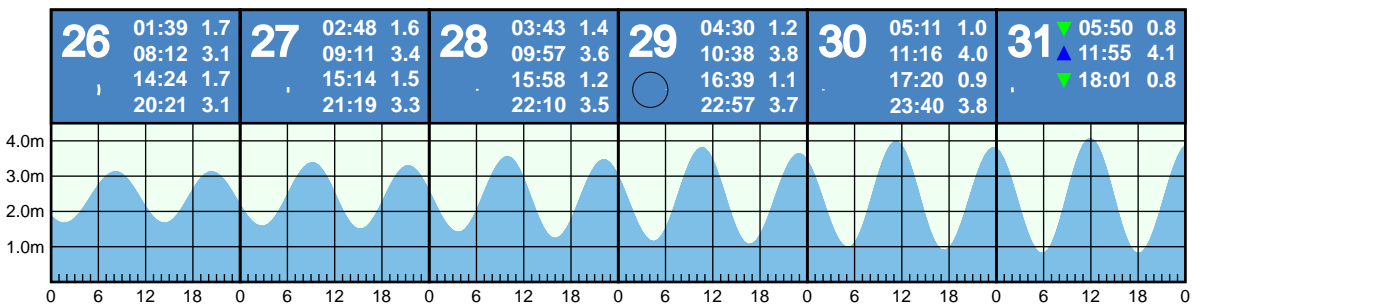 26 01:39 1.7
08:12 3.1
14:24 1.7
20:21 3.1
27 02:48 1.6
09:11 3.4
15:14 1.5
21:19 3.3
28 03:43 1.4
09:57 3.6
15:58 1.2
22:10 3.5
29 04:30 1.2
10:38 3.8
16:39 1.1
22:57 3.7
30 05:11 1.0
11:16 4.0
17:20 0.9
23:40 3.8
31 ▼ 05:50 0.8
▲ 11:55 4.1
▼ 18:01 0.8
4.0m
3.0m
2.0m
1.0m
0 6 12 18 0 6 12 18 0 6 12 18 0 6 12 18 0 6 12 18 0 6 12 18 0